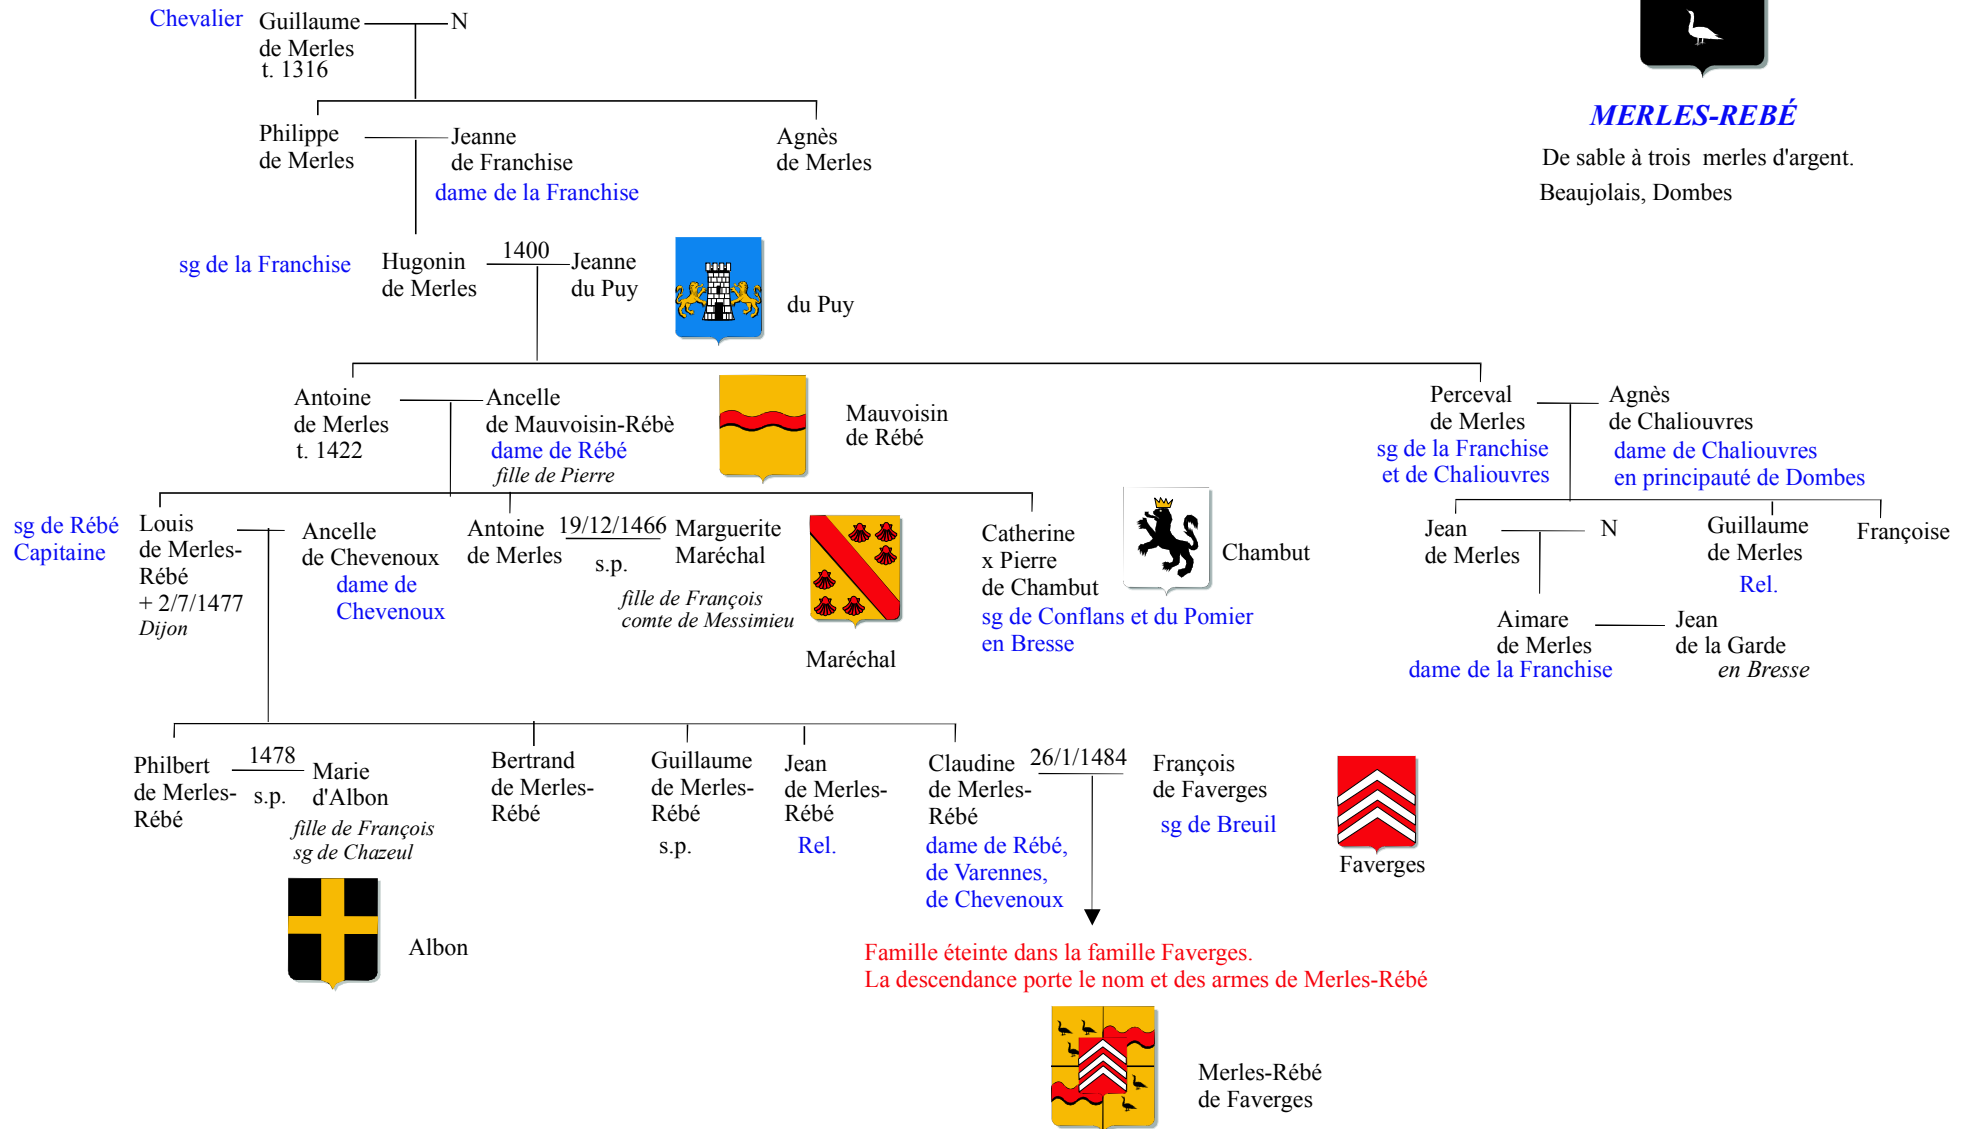 Chevalier
Guillaume
de Merles
t. 1316
N
MERLES-REBÉ
De sable à trois merles d'argent.
Beaujolais, Dombes
Philippe
de Merles
Jeanne
de Franchise
dame de la Franchise
Agnès
de Merles
sg de la Franchise
Hugonin
de Merles
1400
Jeanne
du Puy
du Puy
Antoine
de Merles
t. 1422
Ancelle
de Mauvoisin-Rébè
dame de Rébé
fille de Pierre
Mauvoisin
de Rébé
Perceval
de Merles
sg de la Franchise
et de Chaliouvres
Agnès
de Chaliouvres
dame de Chaliouvres
en principauté de Dombes
sg de Rébé
Capitaine
Louis
de Merles-
Rébé
+ 2/7/1477
Dijon
Ancelle
de Chevenoux
dame de
Chevenoux
Antoine
de Merles
19/12/1466
s.p.
Marguerite
Maréchal
fille de François
comte de Messimieu
Maréchal
Catherine
x Pierre
de Chambut
sg de Conflans et du Pomier
en Bresse
Chambut
Jean
de Merles
N
Guillaume
de Merles
Rel.
Françoise
Aimare
de Merles
dame de la Franchise
Jean
de la Garde
en Bresse
Philbert
de Merles-
Rébé
1478
s.p.
Marie
d'Albon
fille de François
sg de Chazeul
Albon
Bertrand
de Merles-
Rébé
Guillaume
de Merles-
Rébé
s.p.
Jean
de Merles-
Rébé
Rel.
Claudine
de Merles-
Rébé
dame de Rébé,
de Varennes,
de Chevenoux
26/1/1484
François
de Faverges
sg de Breuil
Faverges
Famille éteinte dans la famille Faverges.
La descendance porte le nom et des armes de Merles-Rébé
Merles-Rébé
de Faverges